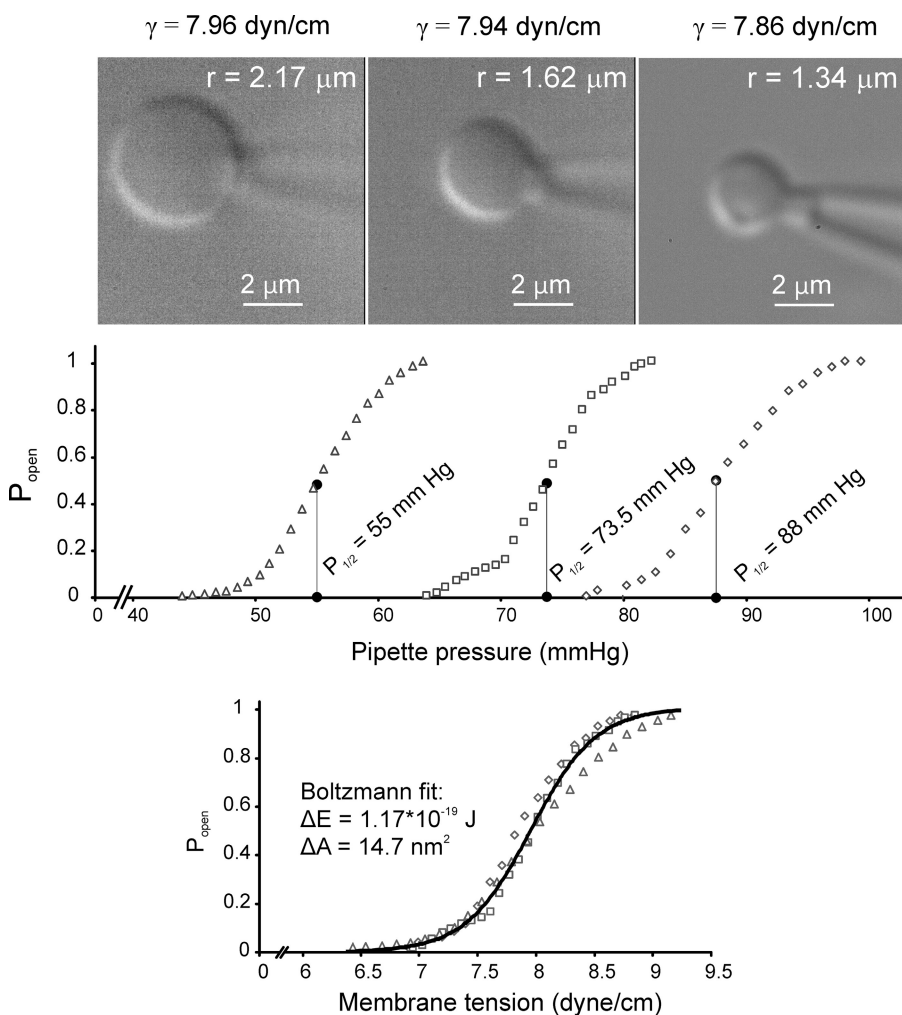 γ = 7.96 dyn/cm
γ = 7.94 dyn/cm
γ = 7.86 dyn/cm
r = 2.17 μm
r = 1.62 μm
r = 1.34 μm
2 μm
2 μm
2 μm
1
0.8
0.6
0.4
0.2
0
P open
P 1/2 = 55 mm Hg
P 1/2 = 73.5 mm Hg
P 1/2 = 88 mm Hg
0 40 50 60 70 80 90 100
Pipette pressure (mmHg)
1
0.8
0.6
0.4
0.2
0
P open
Boltzmann fit:
ΔE = 1.17*10⁻¹⁹ J
ΔA = 14.7 nm²
0 6 6.5 7 7.5 8 8.5 9 9.5
Membrane tension (dyne/cm)